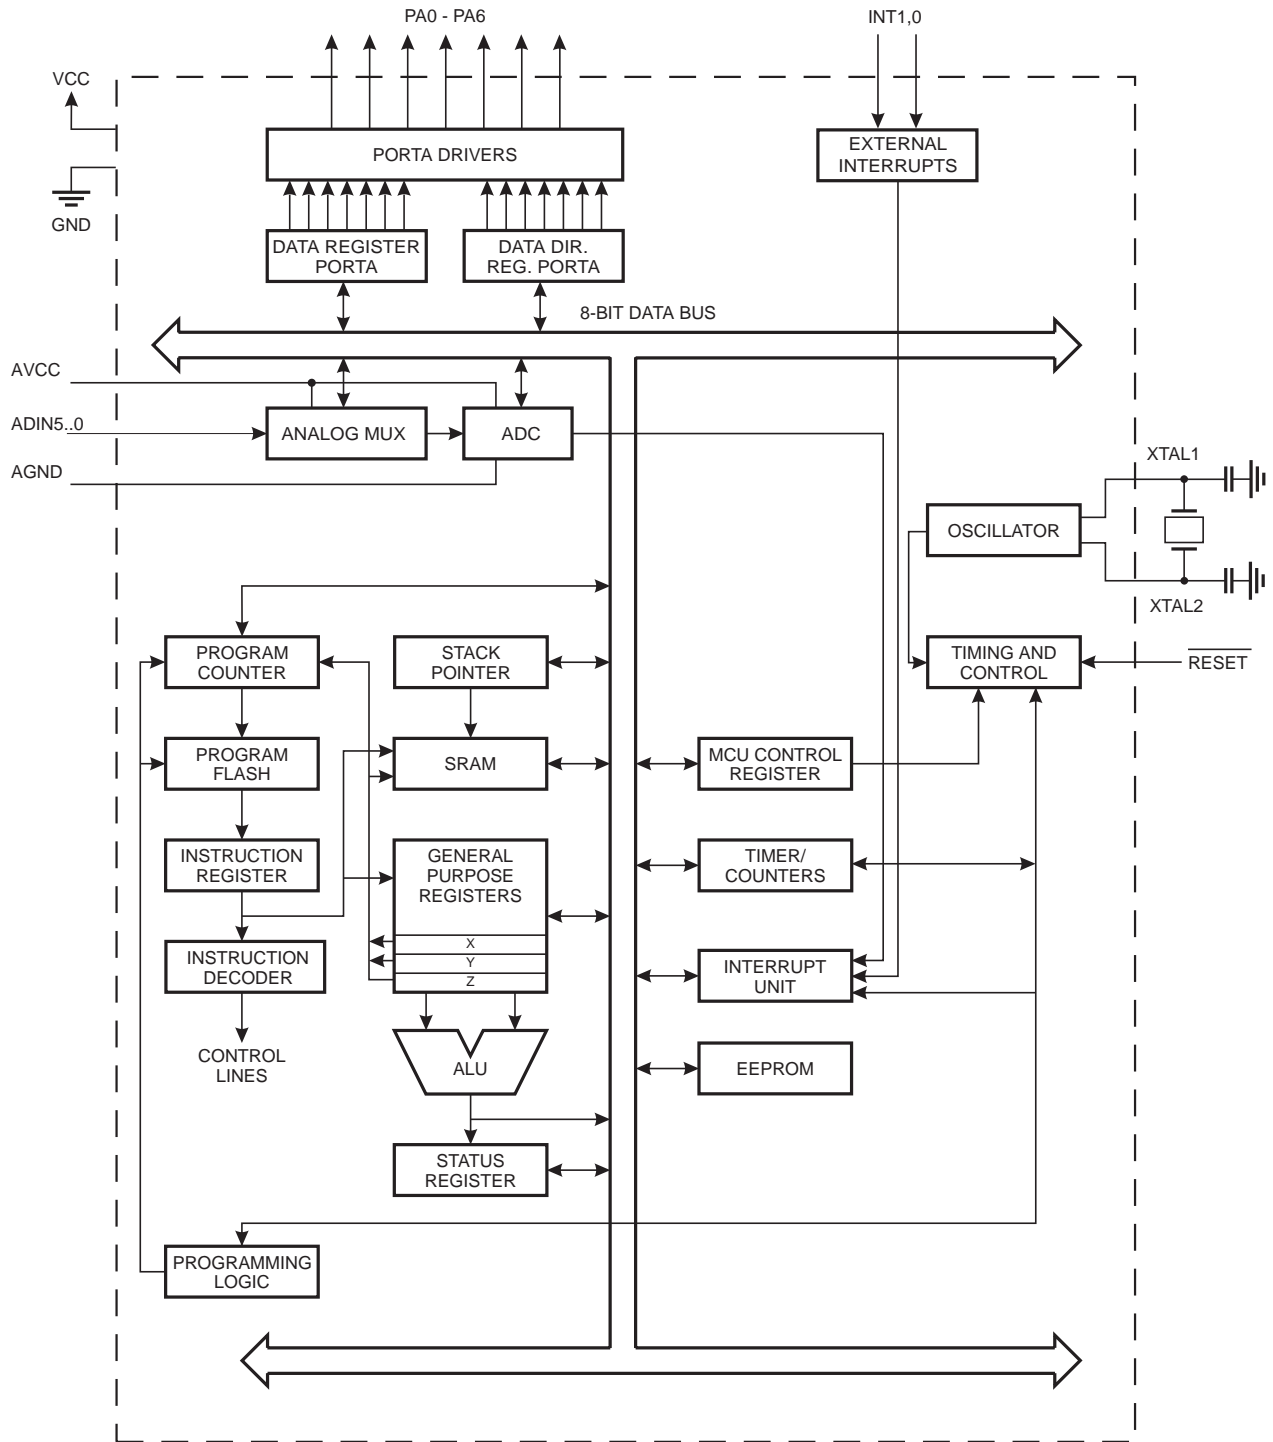 PA0 - PA6
INT1,0
VCC
GND
PORTA DRIVERS
EXTERNAL
INTERRUPTS
DATA REGISTER
PORTA
DATA DIR.
REG. PORTA
8-BIT DATA BUS
AVCC
ADIN5..0
AGND
ANALOG MUX
ADC
XTAL1
OSCILLATOR
XTAL2
PROGRAM
COUNTER
STACK
POINTER
TIMING AND
CONTROL
RESET
PROGRAM
FLASH
SRAM
MCU CONTROL
REGISTER
INSTRUCTION
REGISTER
GENERAL
PURPOSE
REGISTERS
X
Y
Z
TIMER/
COUNTERS
INSTRUCTION
DECODER
INTERRUPT
UNIT
CONTROL
LINES
ALU
EEPROM
STATUS
REGISTER
PROGRAMMING
LOGIC